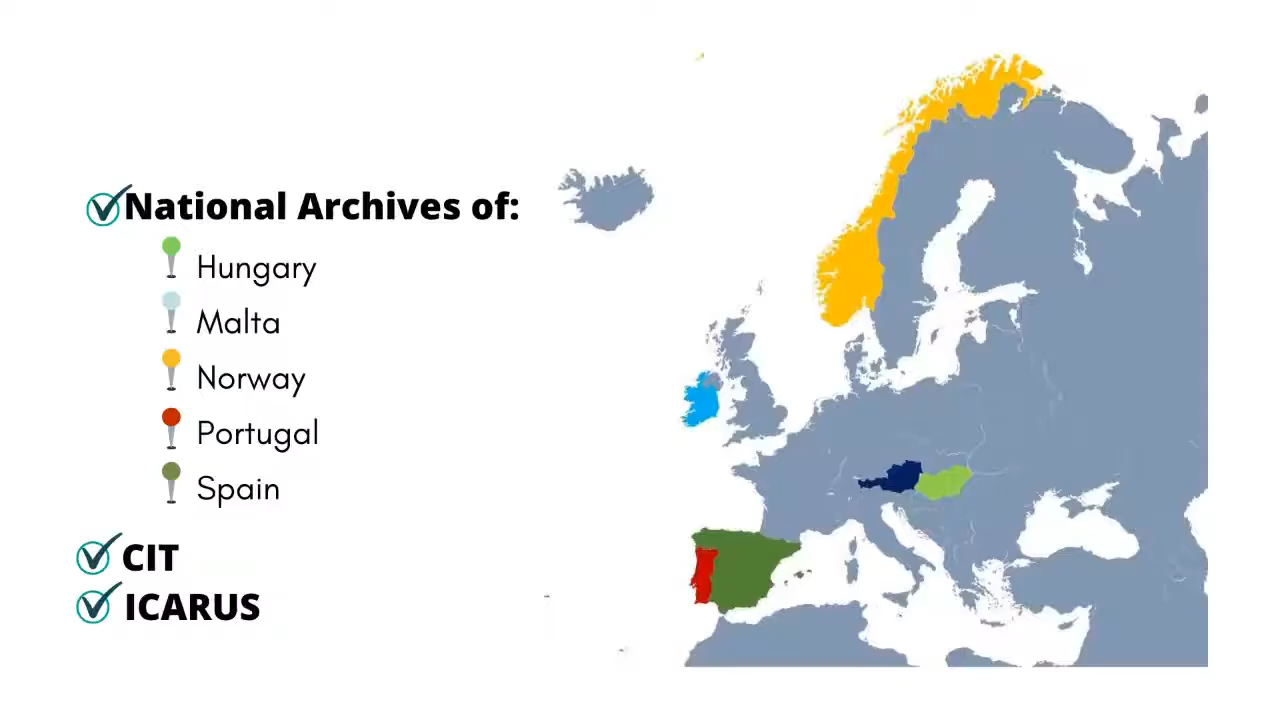 National Archives of:
Hungary
Malta
Norway
Portugal
Spain
CIT
ICARUS